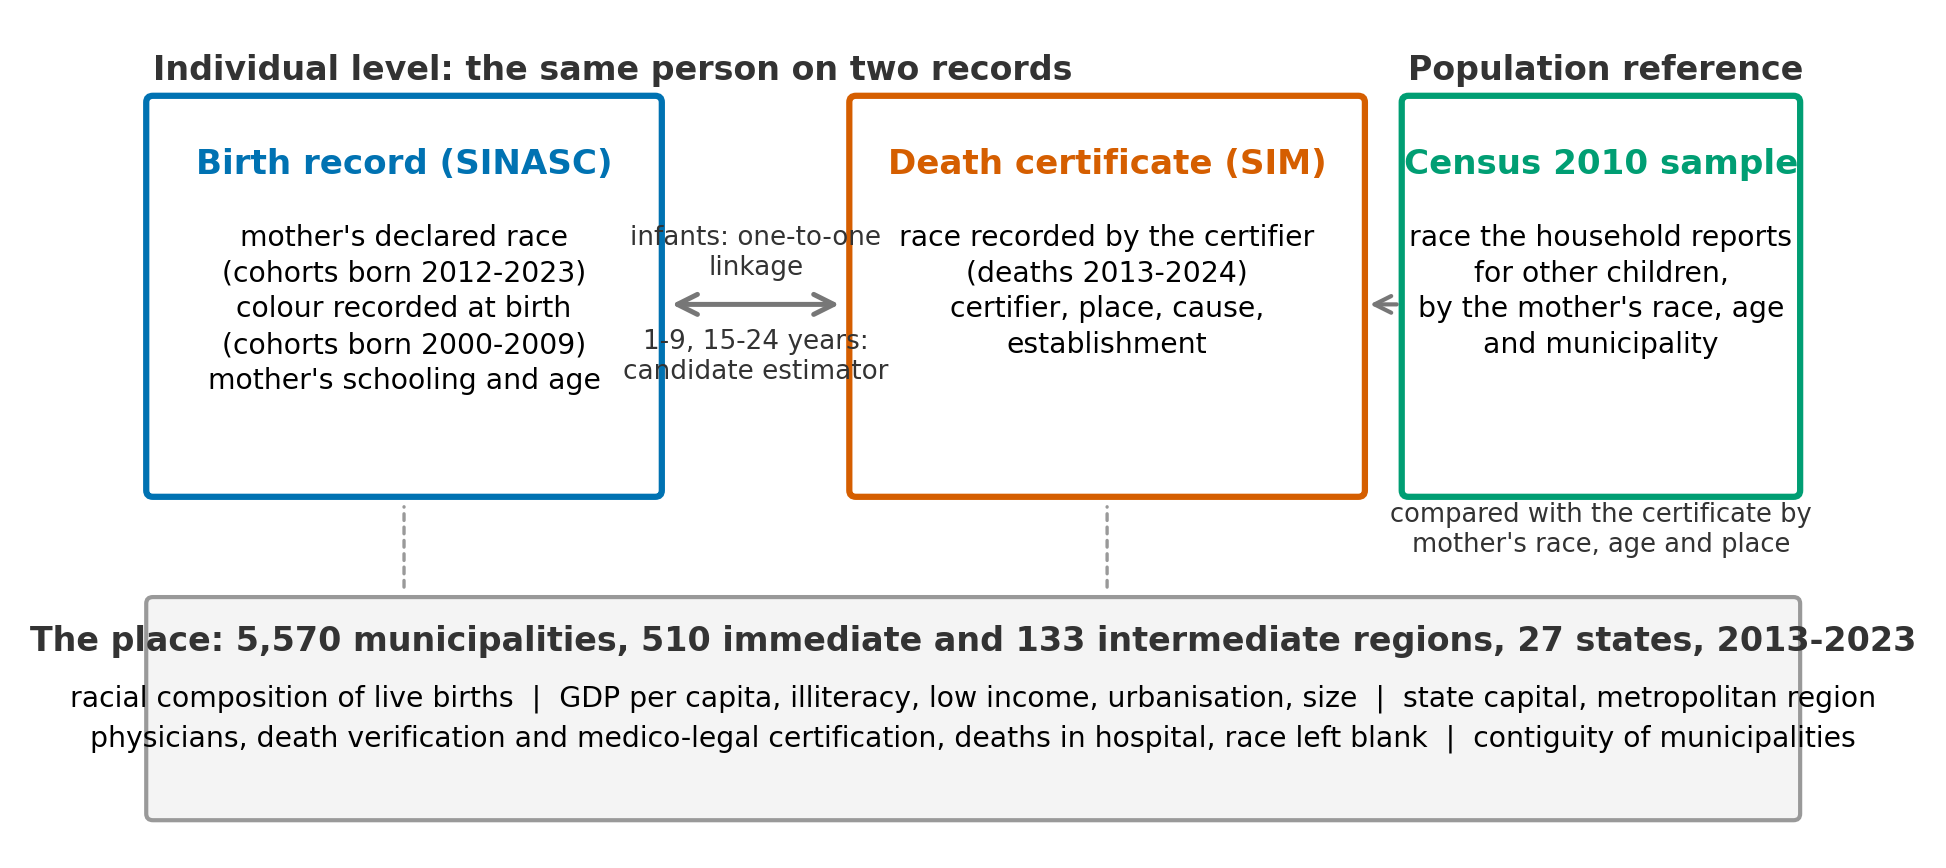 Individual level: the same person on two records
Population reference
Birth record (SINASC)
mother's declared race
(cohorts born 2012-2023)
colour recorded at birth
(cohorts born 2000-2009)
mother's schooling and age
infants: one-to-one
linkage
1-9, 15-24 years:
candidate estimator
Death certificate (SIM)
race recorded by the certifier
(deaths 2013-2024)
certifier, place, cause,
establishment
Census 2010 sample
race the household reports
for other children,
by the mother's race, age
and municipality
compared with the certificate by
mother's race, age and place
The place: 5,570 municipalities, 510 immediate and 133 intermediate regions, 27 states, 2013-2023
racial composition of live births | GDP per capita, illiteracy, low income, urbanisation, size | state capital, metropolitan region
physicians, death verification and medico-legal certification, deaths in hospital, race left blank | contiguity of municipalities